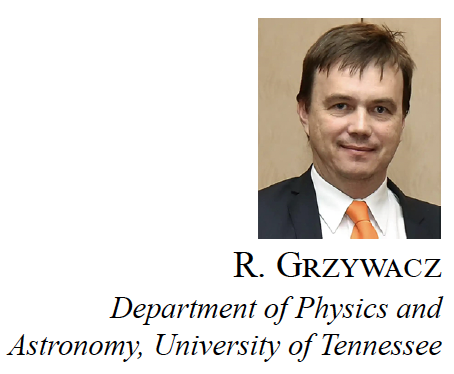 R. GRZYWACZ
Department of Physics and
Astronomy, University of Tennessee